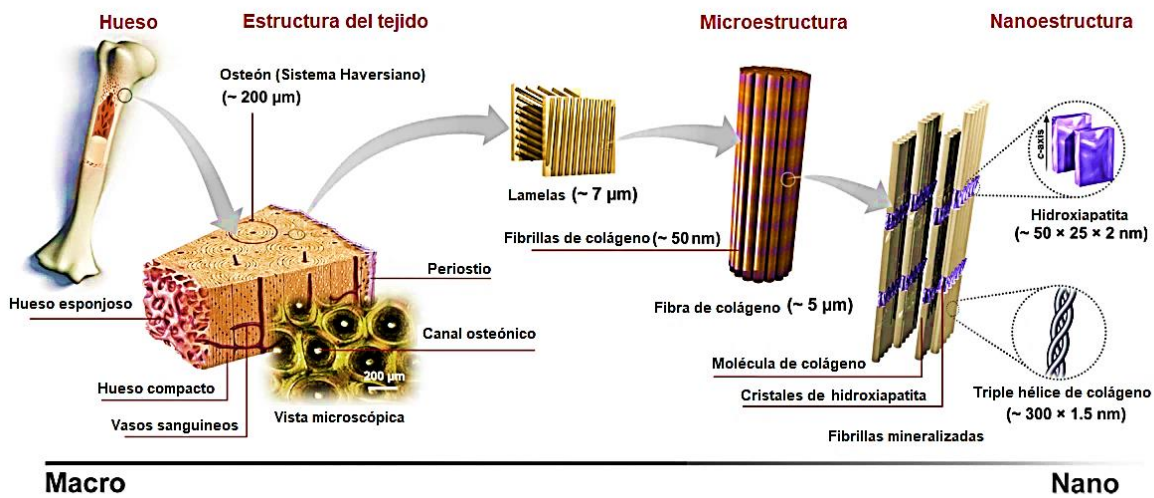 Hueso
Estructura del tejido
Microestructura
Nanoestructura
Osteón (Sistema Haversiano)
(~ 200 µm)
Lamelas (~ 7 µm)
Fibrillas de colágeno (~ 50 nm)
Periostio
Hueso esponjoso
Canal osteónico
200 µm
Hueso compacto
Vista microscópica
Vasos sanguineos
Fibra de colágeno (~ 5 µm)
c-axis
Hidroxiapatita
(~ 50 × 25 × 2 nm)
Molécula de colágeno
Cristales de hidroxiapatita
Triple hélice de colágeno
(~ 300 × 1.5 nm)
Fibrillas mineralizadas
Macro
Nano